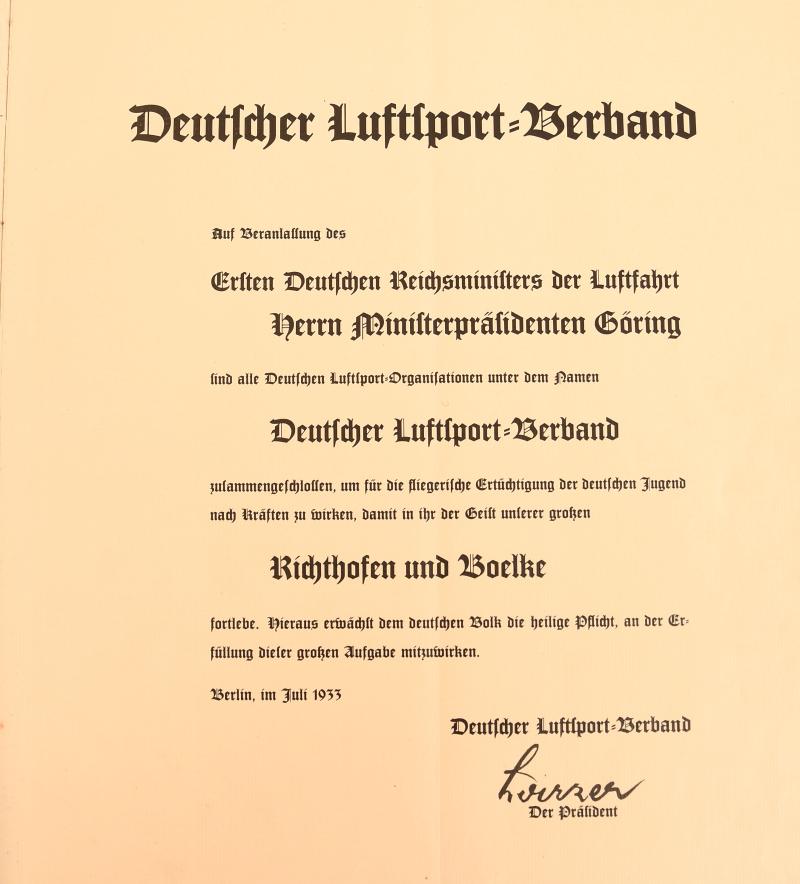 Deutscher Luftsport-Verband
Auf Veranlassung des
Ersten Deutschen Reichsministers der Luftfahrt
Herrn Ministerpräsidenten Göring
sind alle Deutschen Luftsport-Organisationen unter dem Namen
Deutscher Luftsport-Verband
zusammengeschlossen, um für die fliegerische Ertüchtigung der deutschen Jugend
nach Kräften zu wirken, damit in ihr der Geist unserer großen
Richthofen und Boelke
fortlebe. Hieraus erwächst dem deutschen Volk die heilige Pflicht, an der Er-
füllung dieser großen Aufgabe mitzuwirken.
Berlin, im Juli 1933
Deutscher Luftsport-Verband
Loerzer
Der Präsident